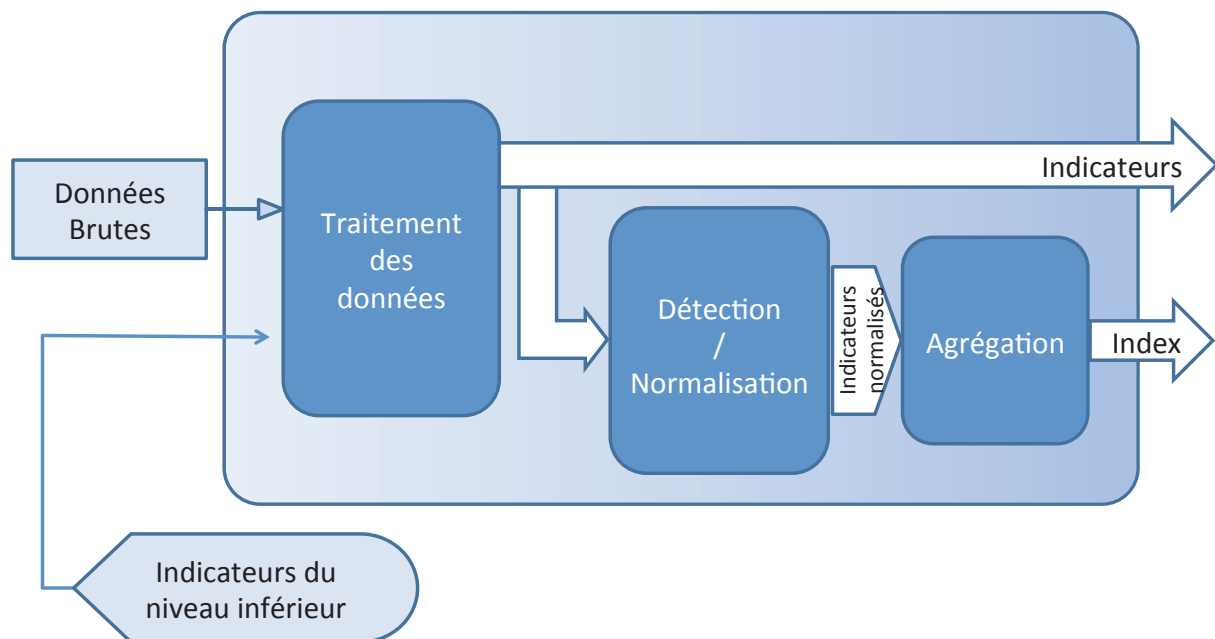 Données
Brutes
Traitement
des
données
Indicateurs
Détection
/
Normalisation
Indicateurs
normalisés
Agrégation
Index
Indicateurs du
niveau inférieur